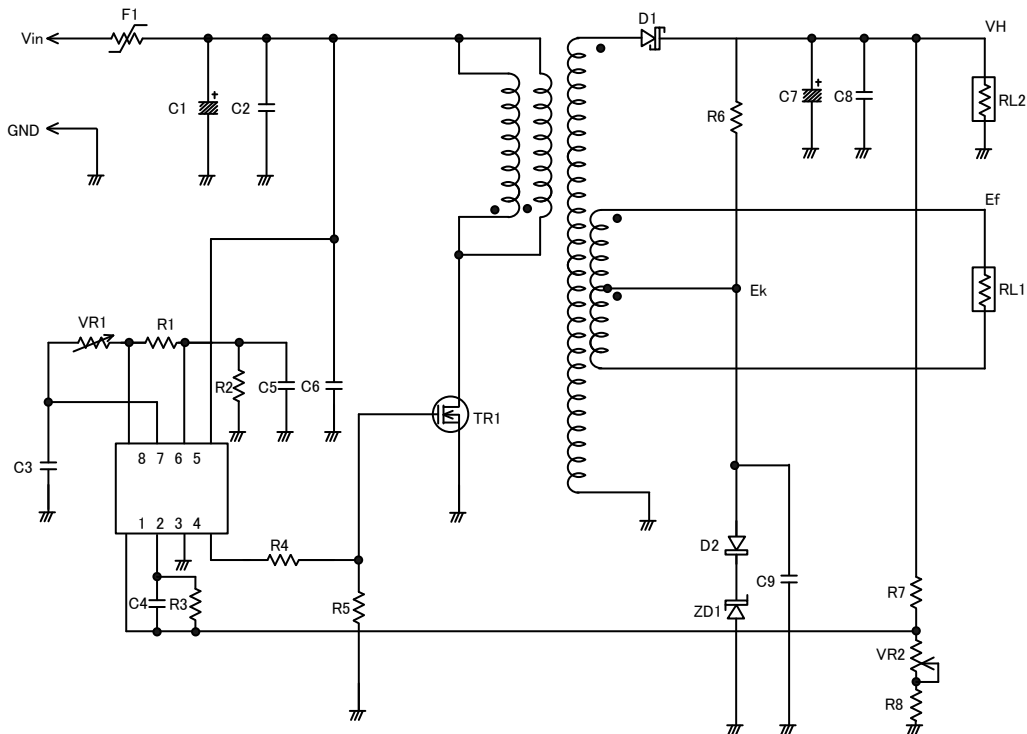 F1
D1
Vin
VH
C1
+
C2
C7
+
C8
R6
RL2
GND
Ef
VR1
R1
Ek
RL1
R2
C5
C6
TR1
C3
8 7 6 5
1 2 3 4
R4
D2
C4
R3
R5
ZD1
C9
R7
VR2
R8